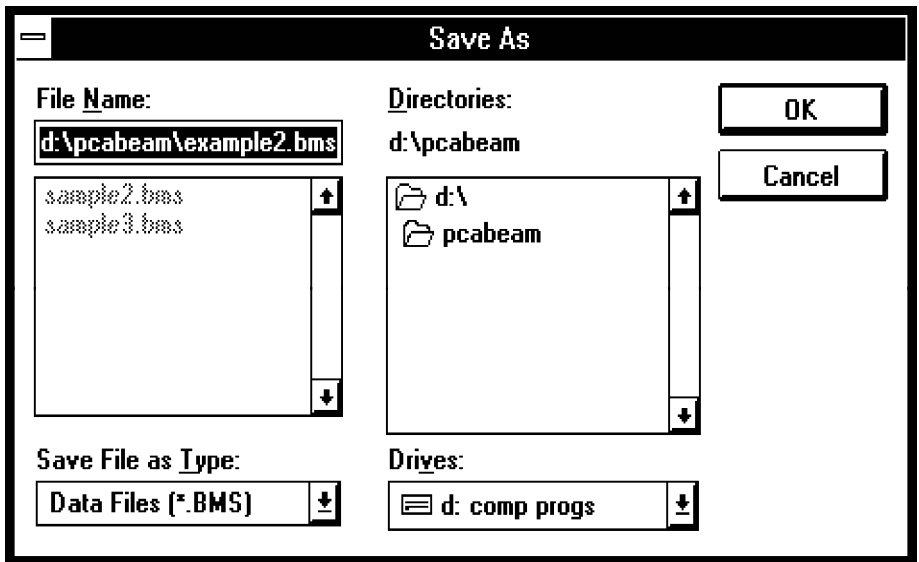 Save As
File Name:
d:\pcabeam\example2.bms
sample2.bms
sample3.bms
Save File as Type:
Data Files (*.BMS)
Directories:
d:\pcabeam
d:\
pcabeam
Drives:
d: comp progs
OK
Cancel